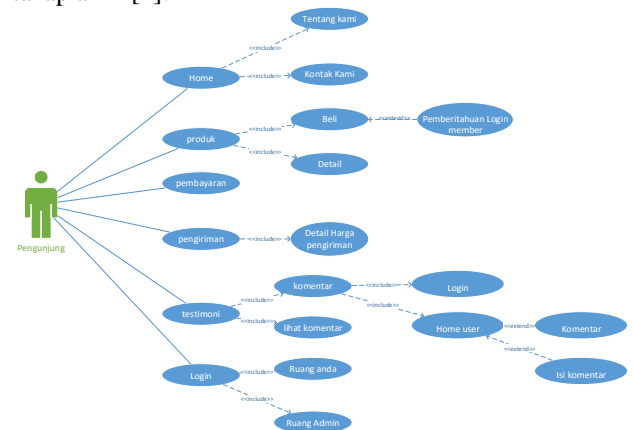 Tentang kami
<<include>>
Home
<<include>>
Kontak Kami
Beli
<<extend>>
Pemberitahuan Login
member
<<include>>
produk
<<include>>
Detail
pembayaran
pengiriman
<<include>>
Detail Harga
pengiriman
Pengunjung
komentar
<<include>>
Login
<<include>>
<<include>>
testimoni
<<include>>
lihat komentar
Home user
<<extend>>
Komentar
<<extend>>
Isi komentar
Login
<<include>>
Ruang anda
<<include>>
Ruang Admin